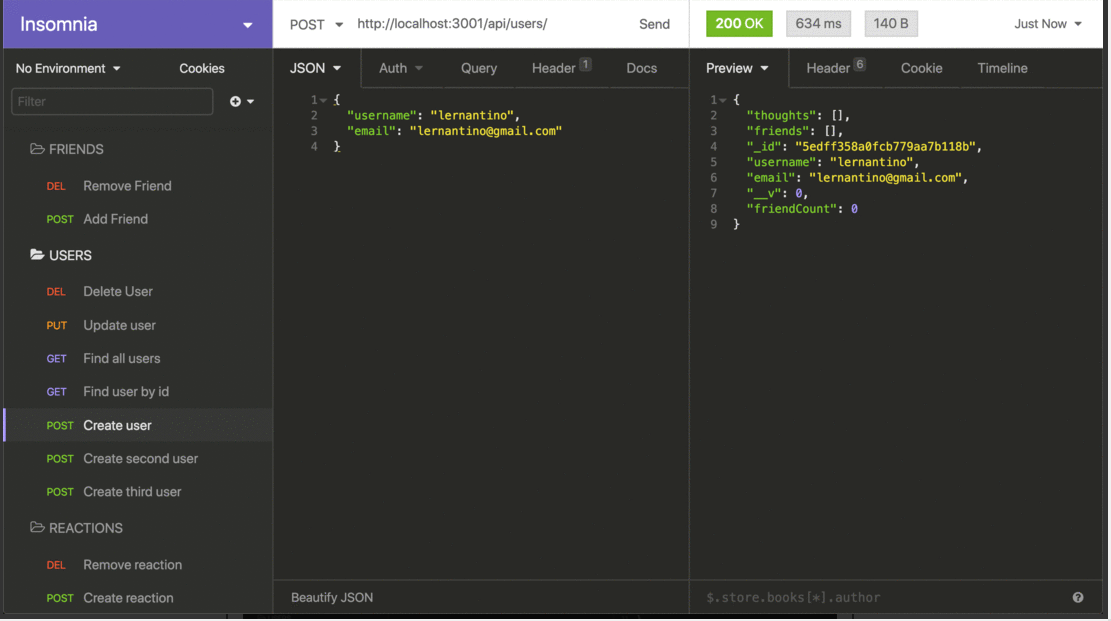 Insomnia
POST http://localhost:3001/api/users/ Send
200 OK 634 ms 140 B Just Now
No Environment Cookies
JSON Auth Query Header 1 Docs
Preview Header 6 Cookie Timeline
Filter
FRIENDS
DEL Remove Friend
POST Add Friend
USERS
DEL Delete User
PUT Update user
GET Find all users
GET Find user by id
POST Create user
POST Create second user
POST Create third user
REACTIONS
DEL Remove reaction
POST Create reaction
1 {
2 "username": "lernantino",
3 "email": "lernantino@gmail.com"
4 }
Beautify JSON
1 {
2 "thoughts": [],
3 "friends": [],
4 "_id": "5edff358a0fcb779aa7b118b",
5 "username": "lernantino",
6 "email": "lernantino@gmail.com",
7 "__v": 0,
8 "friendCount": 0
9 }
$.store.books[*].author